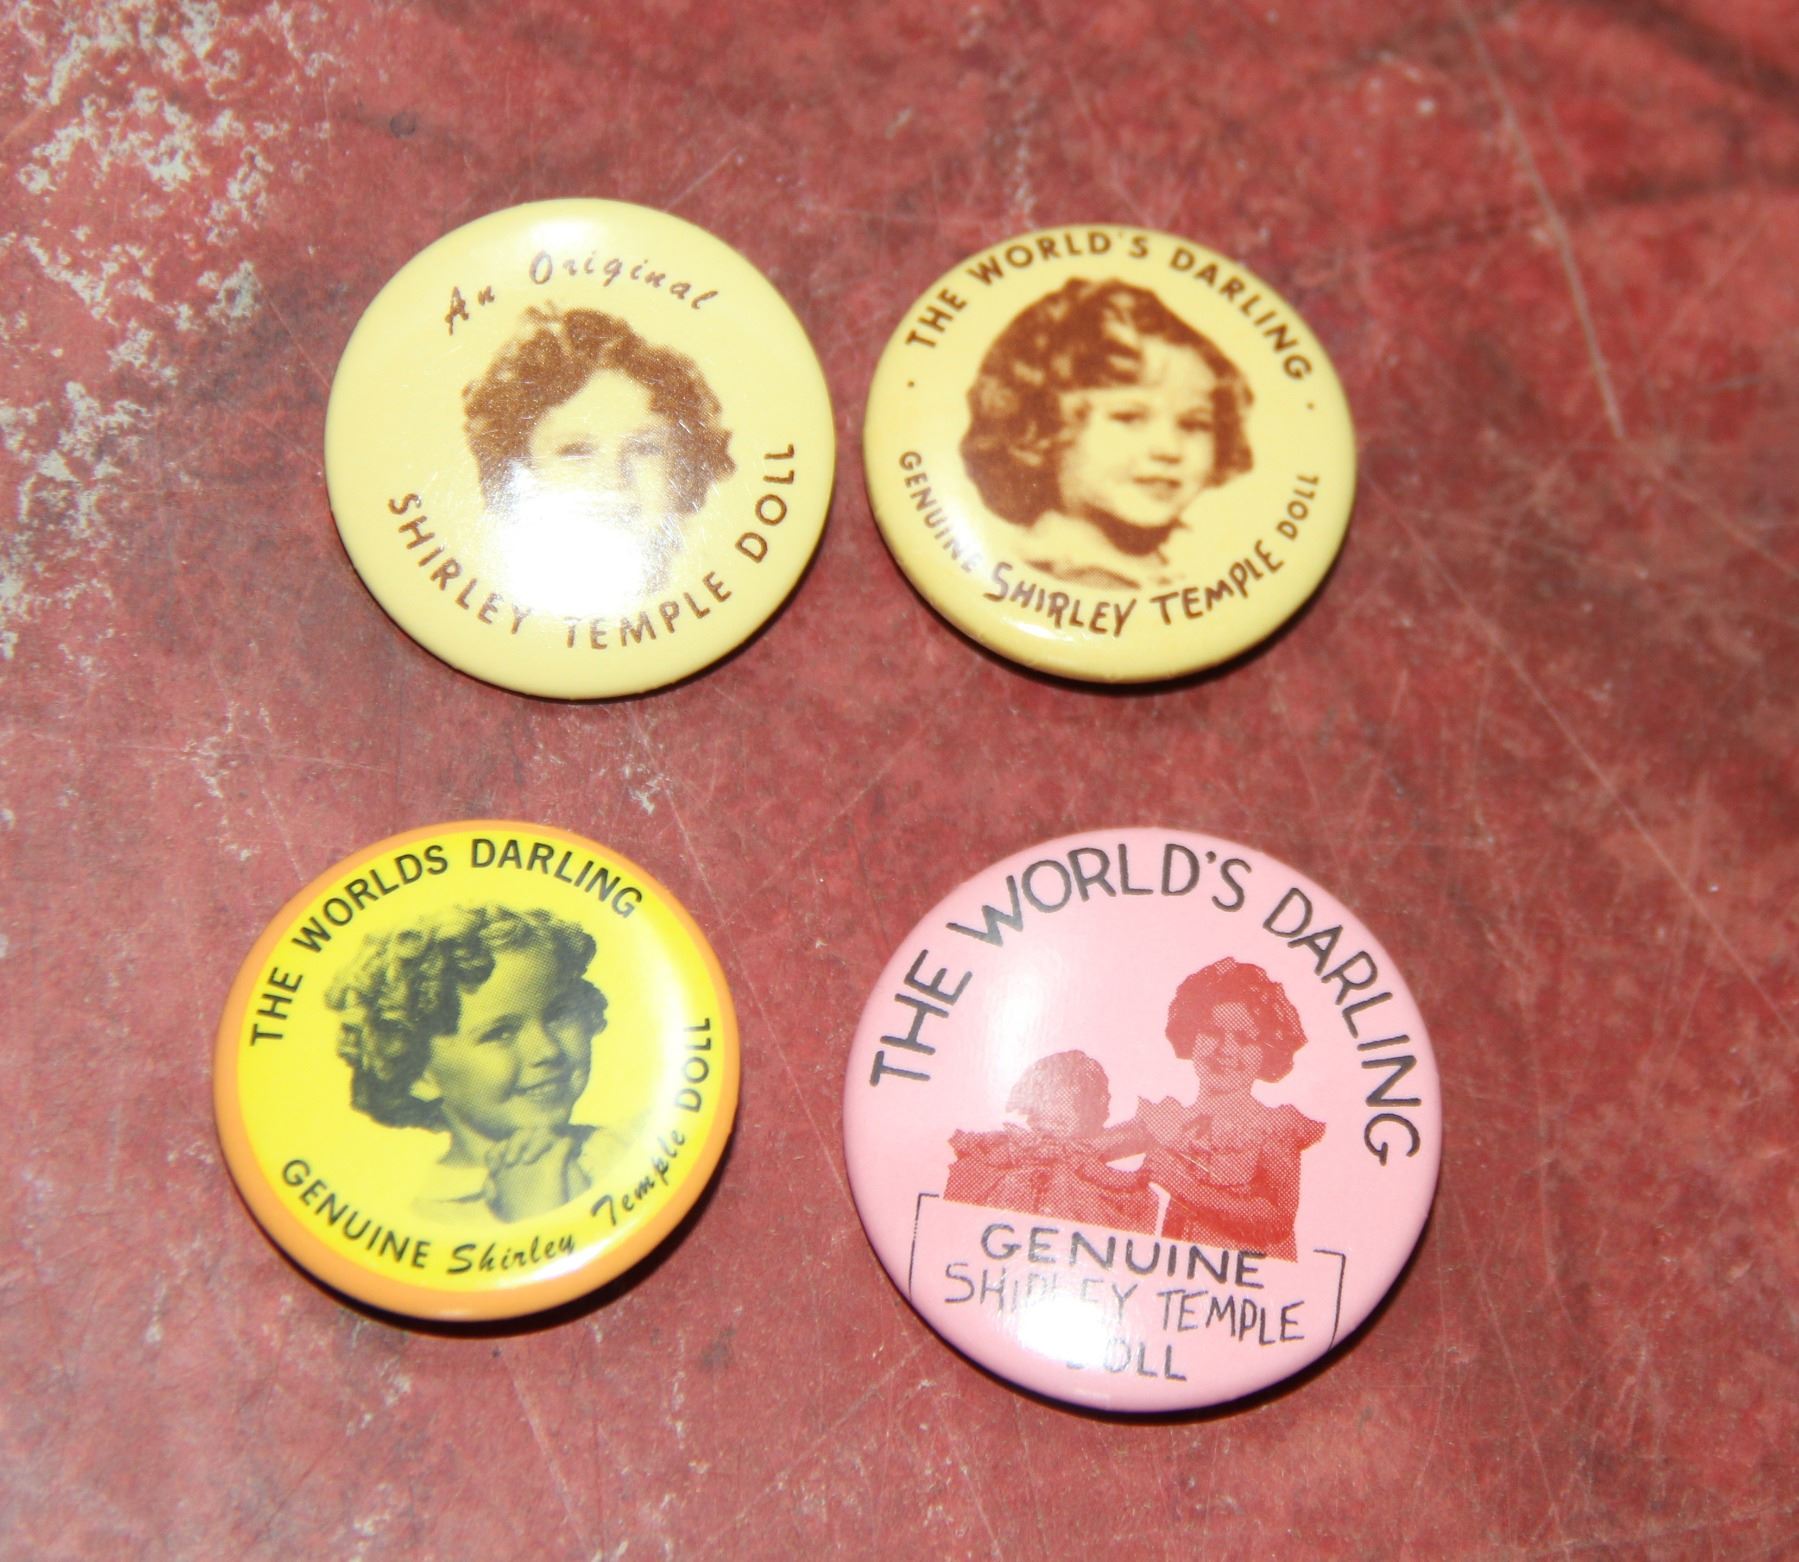 An Original
SHIRLEY TEMPLE DOLL
THE WORLD'S DARLING
GENUINE SHIRLEY TEMPLE DOLL
THE WORLDS DARLING
GENUINE Shirley Temple DOLL
THE WORLD'S DARLING
GENUINE
SHIRLEY TEMPLE
DOLL